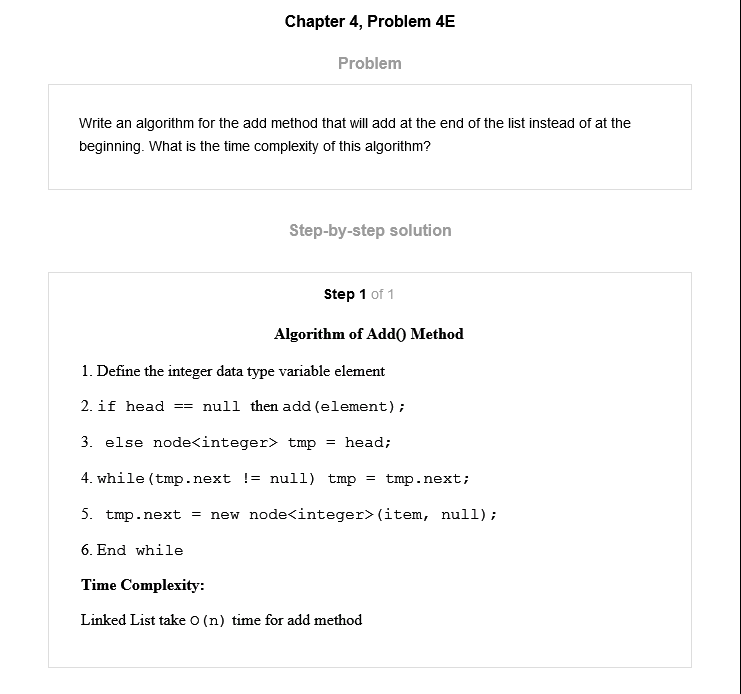 Chapter 4, Problem 4E
Problem
Write an algorithm for the add method that will add at the end of the list instead of at the
beginning. What is the time complexity of this algorithm?
Step-by-step solution
Step 1 of 1
Algorithm of Add() Method
1. Define the integer data type variable element
2. if head == null then add(element);
3. else node<integer> tmp = head;
4. while(tmp.next != null) tmp = tmp.next;
5. tmp.next = new node<integer>(item, null);
6. End while
Time Complexity:
Linked List take O(n) time for add method